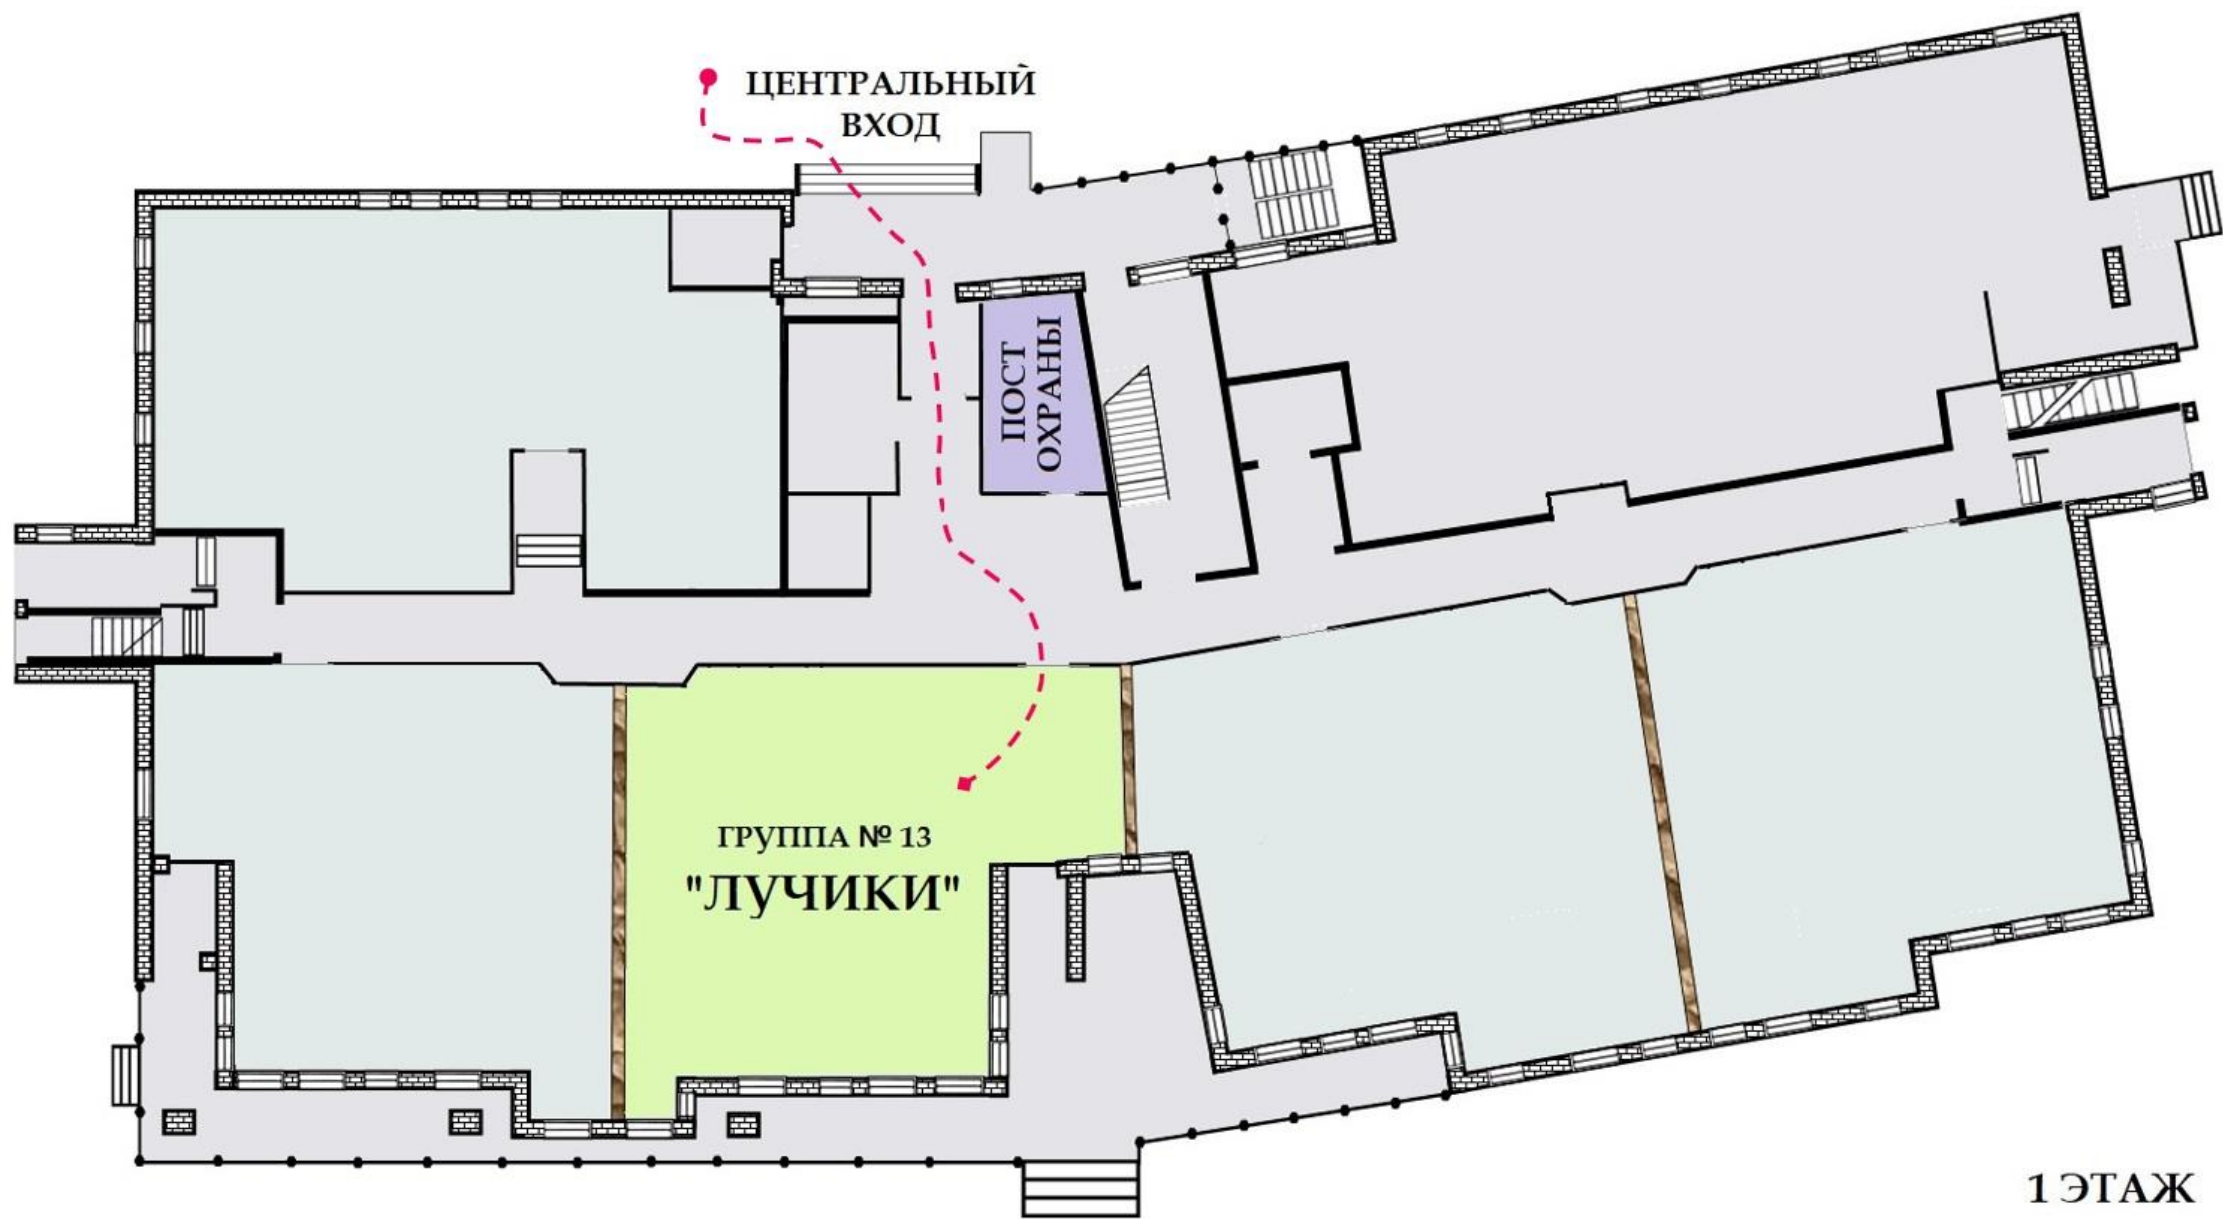 ЦЕНТРАЛЬНЫЙ
ВХОД
ПОСТ
ОХРАНЫ
ГРУППА № 13
"ЛУЧИКИ"
1 ЭТАЖ